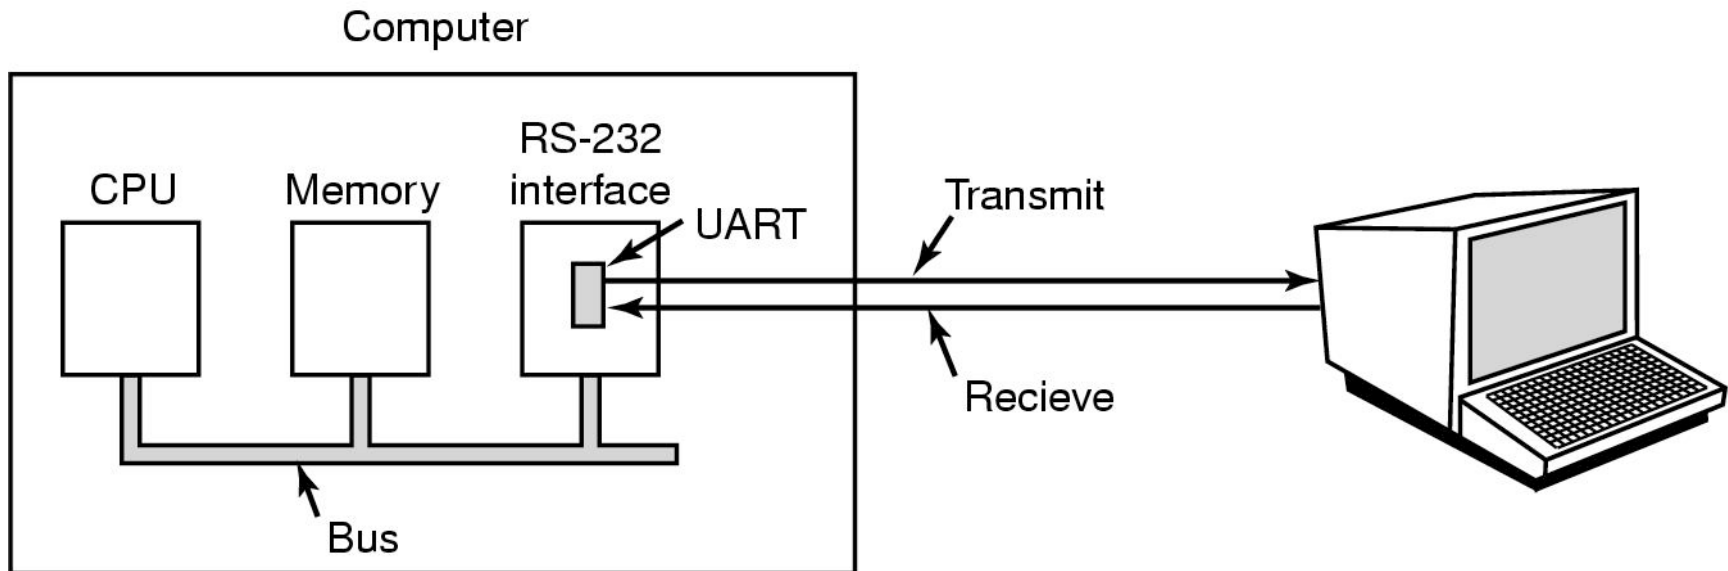 Computer
RS-232
CPU
Memory
interface
UART
Transmit
Recieve
Bus